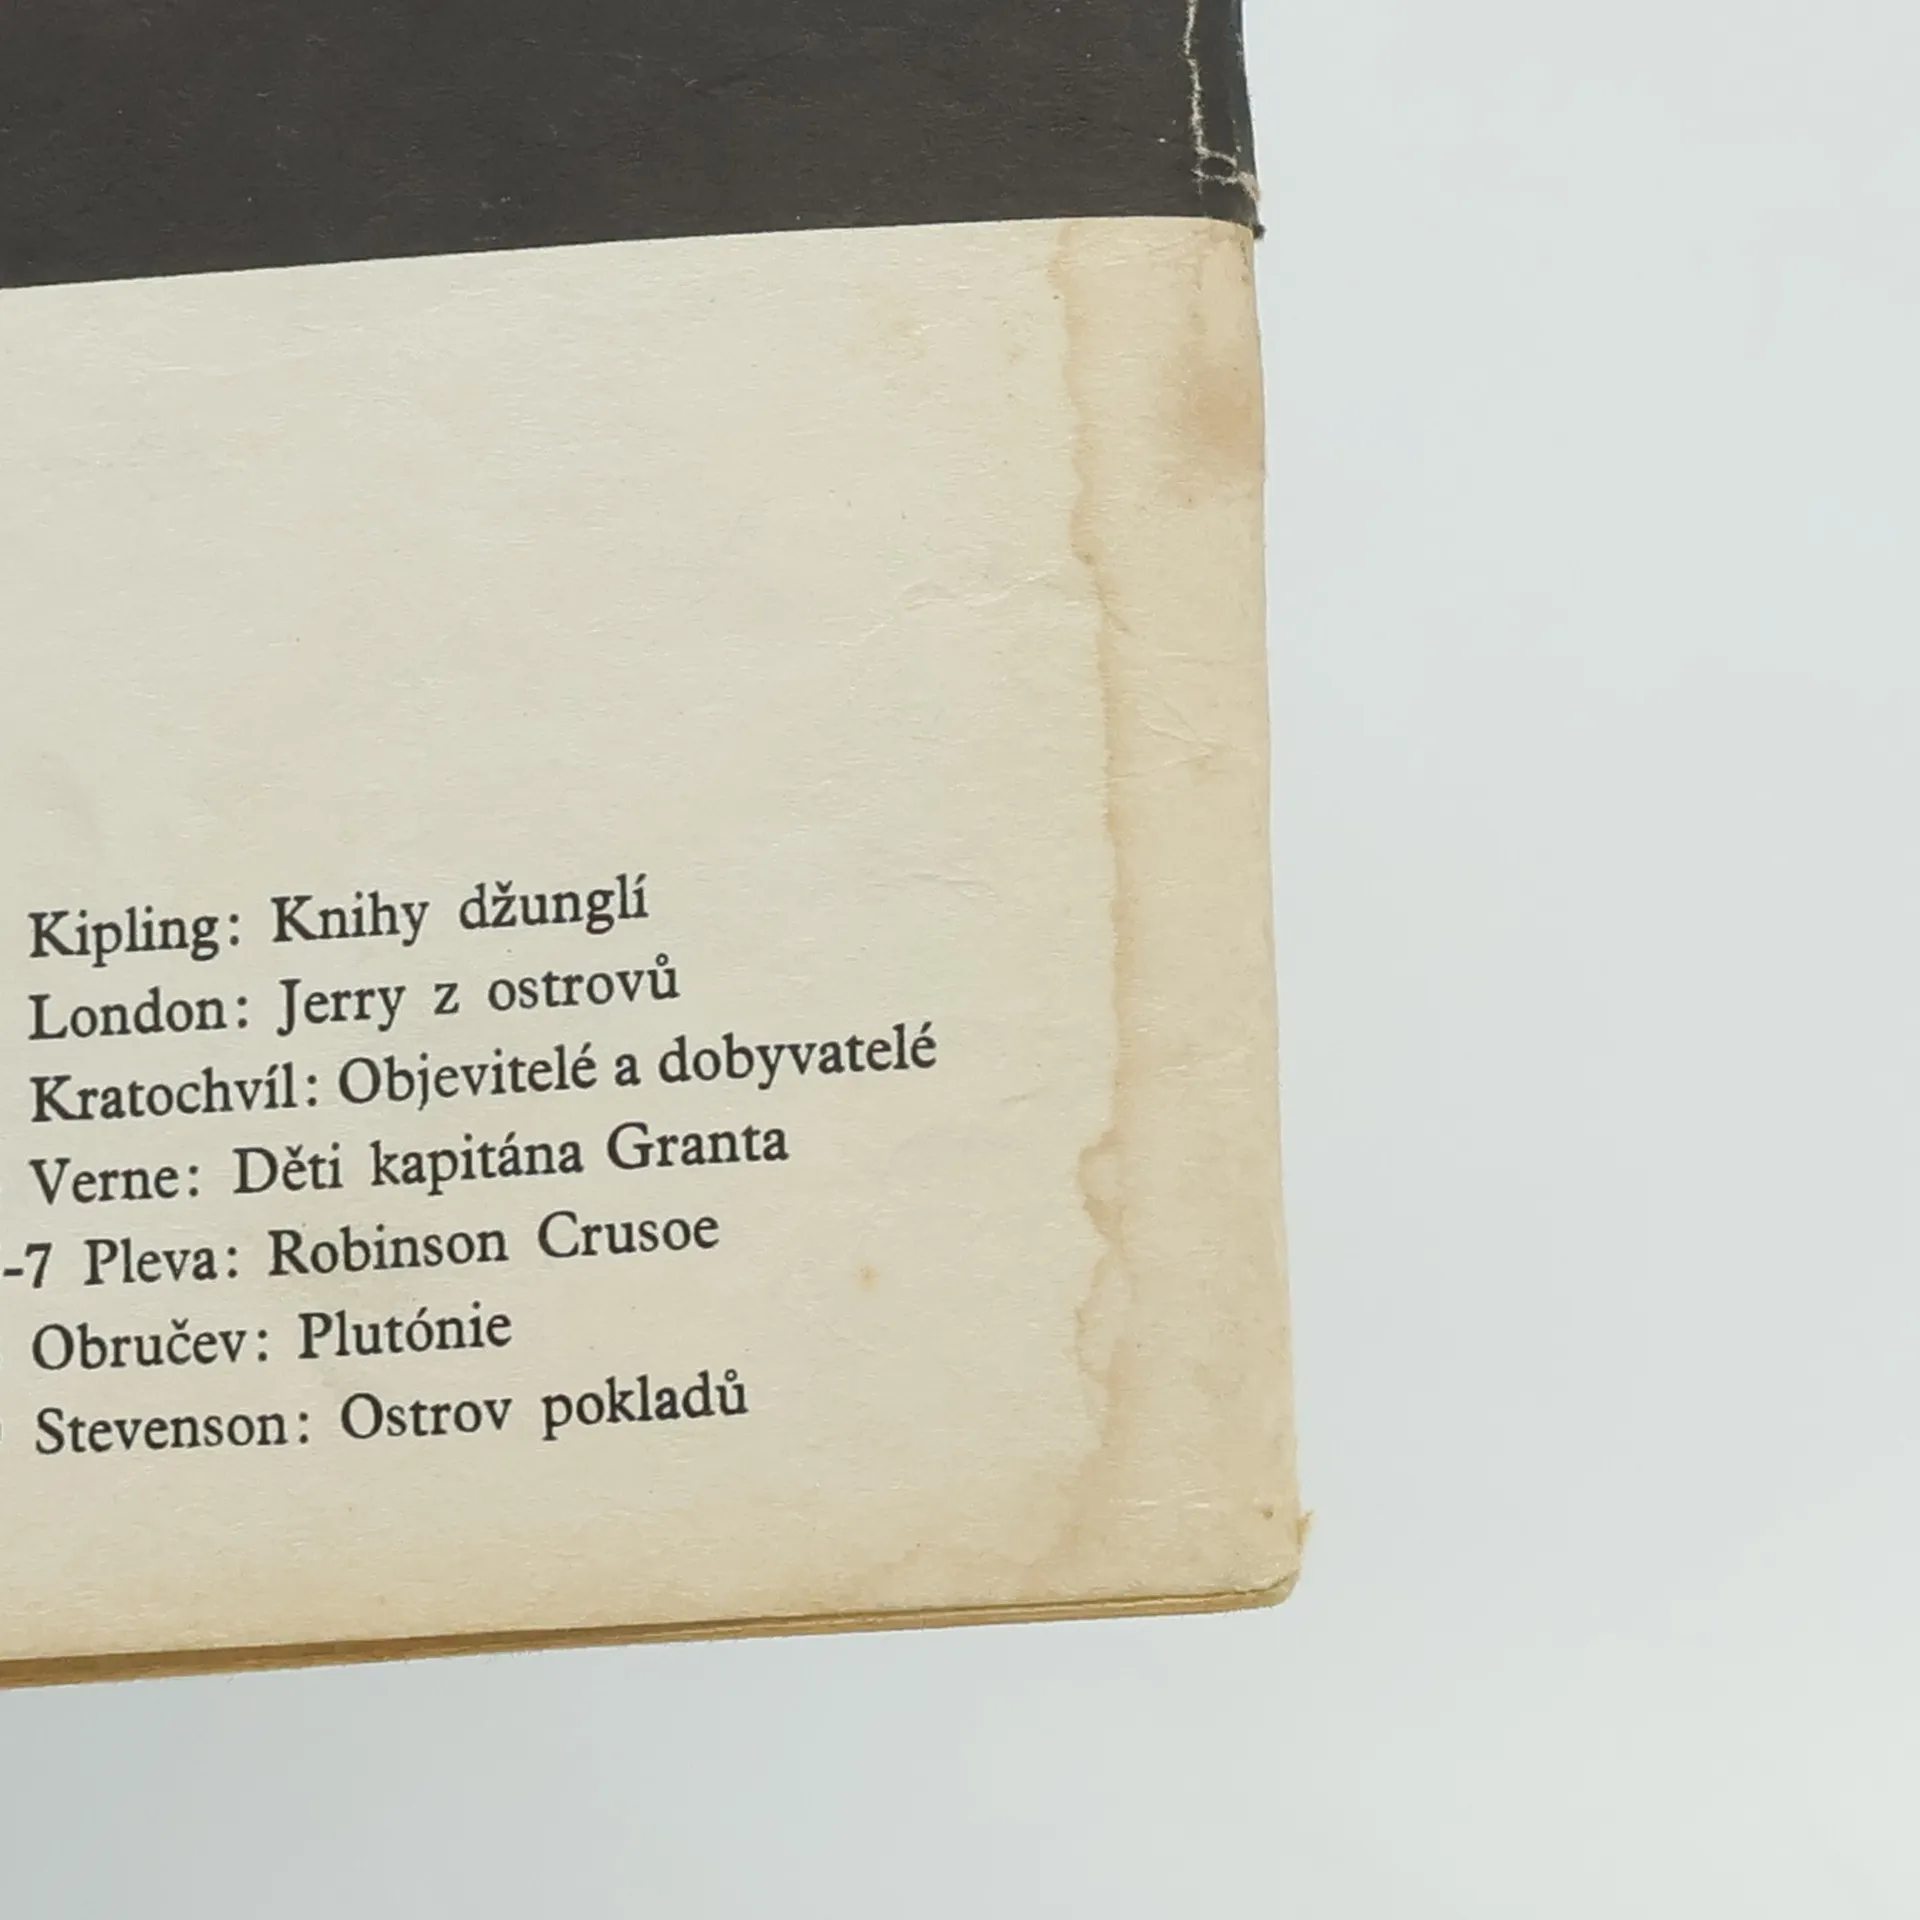 Kipling: Knihy džunglí
London: Jerry z ostrovů
Kratochvíl: Objevitelé a dobyvatelé
Verne: Děti kapitána Granta
-7 Pleva: Robinson Crusoe
Obručev: Plutónie
Stevenson: Ostrov pokladů